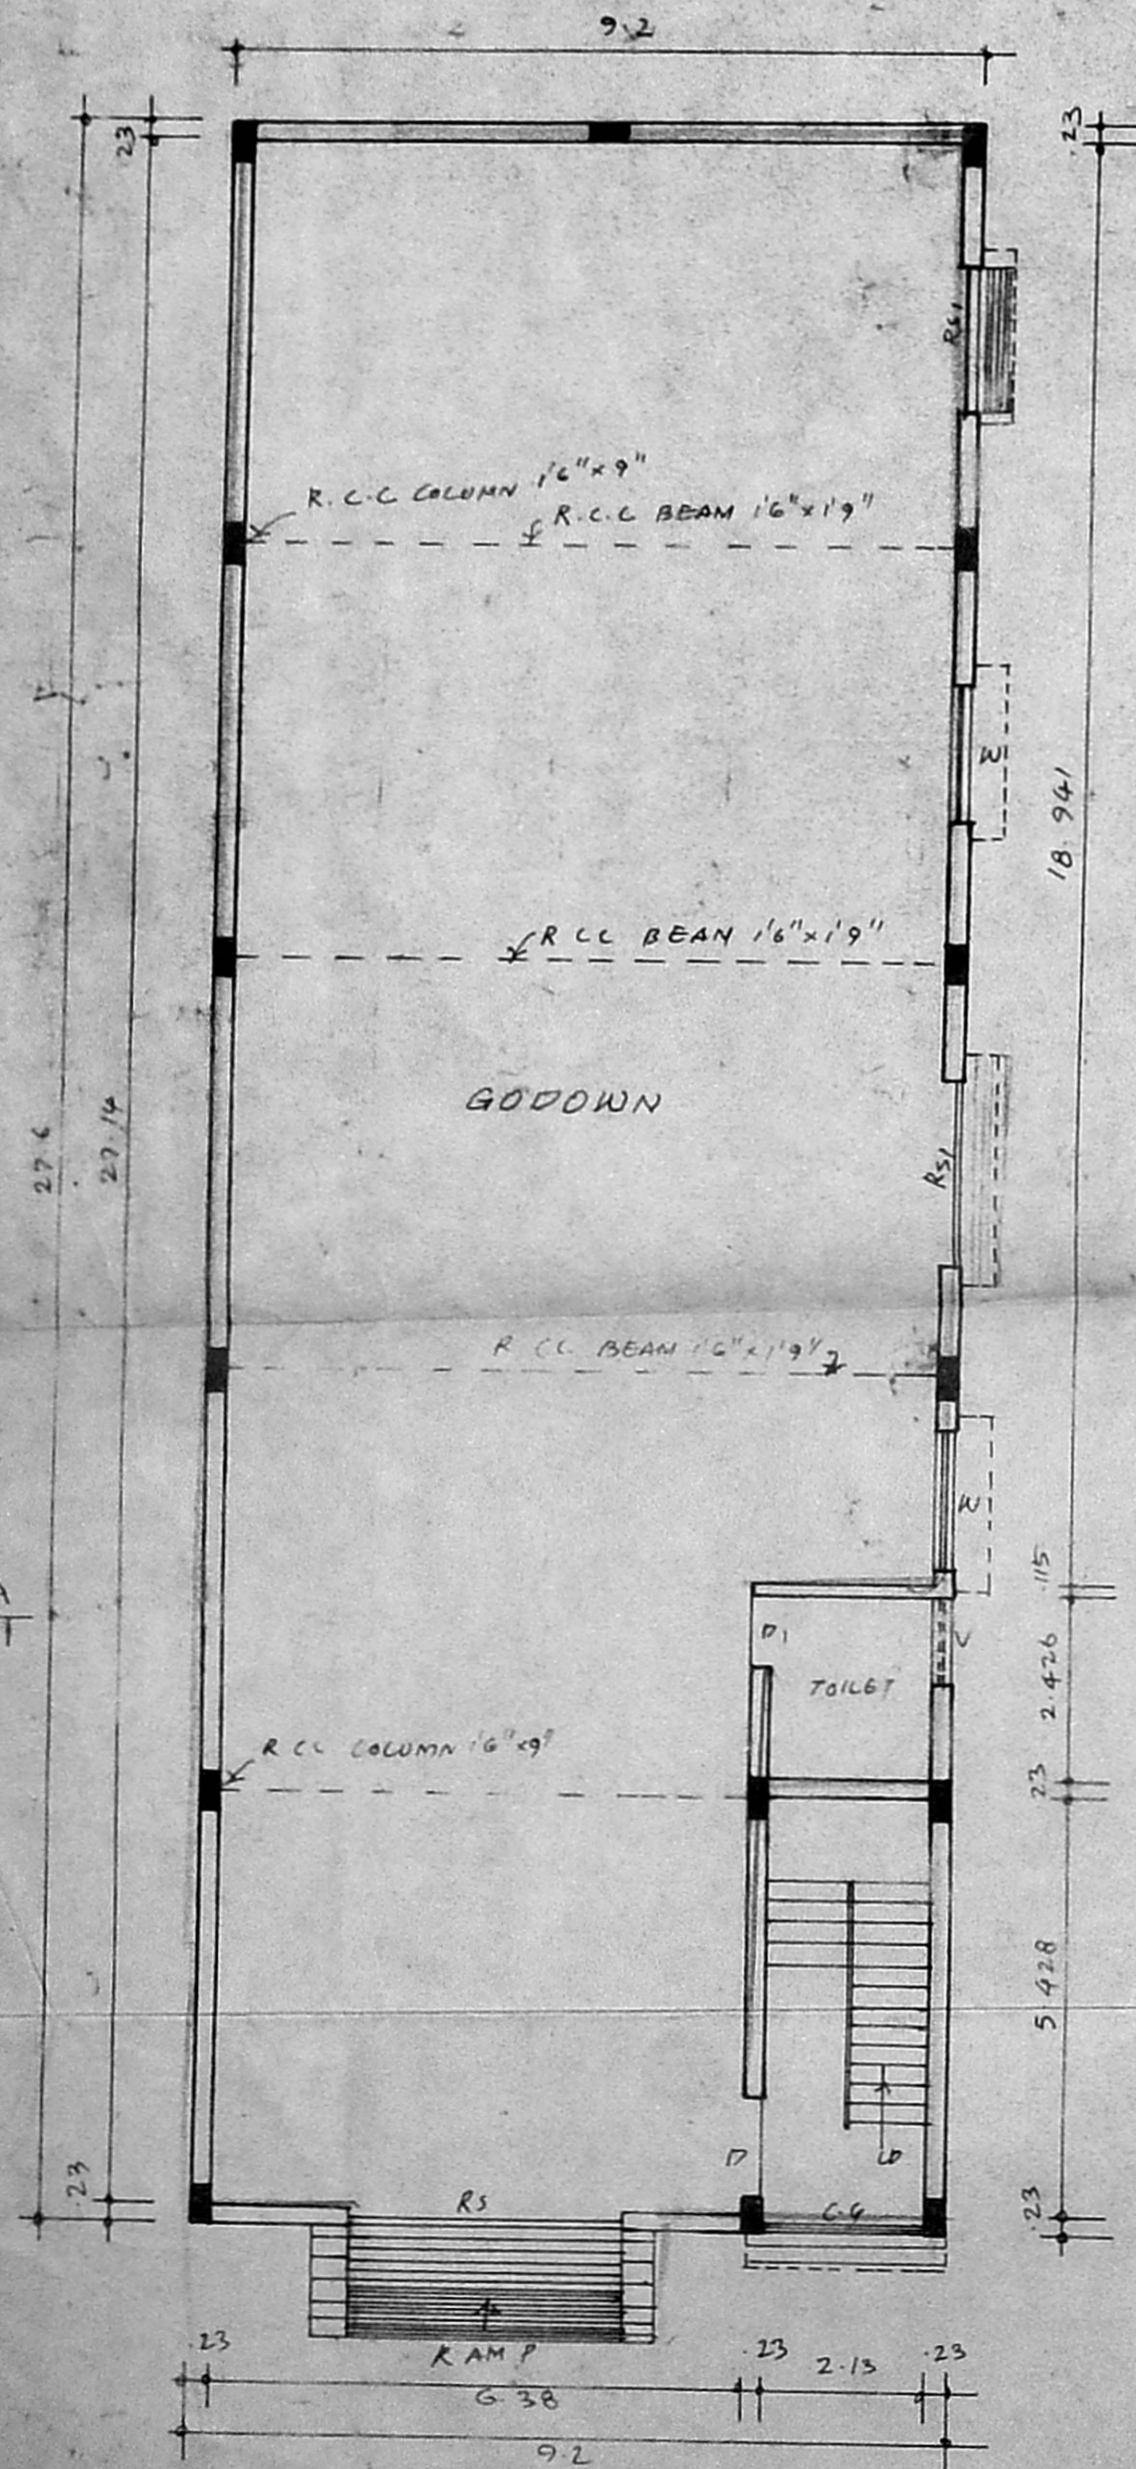 9.2
.23
.23
RS1
R.C.C COLUMN 1'6"x9"
R.C.C BEAM 1'6"x1'9"
W
18.941
R CC BEAM 1'6"x1'9"
GODOWN
27.6
27.14
RS1
R CC BEAM 1'6"x1'9"
W
.115
D1
V
TOILET
2.426
R CC COLUMN 1'6"x9"
.23
5.428
D
UP
.23
RS
C.G
.23
RAMP
.23
.23
2.13
.23
6.38
9.2